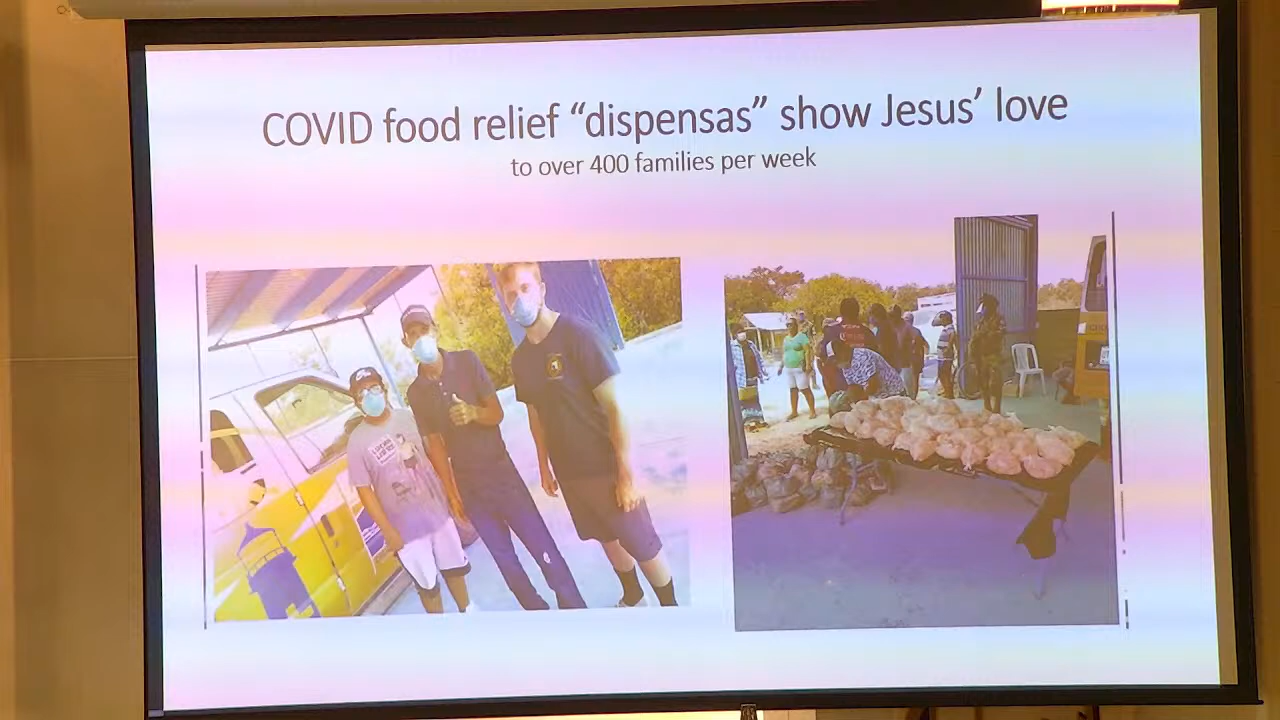 COVID food relief “dispensas” show Jesus’ love
to over 400 families per week